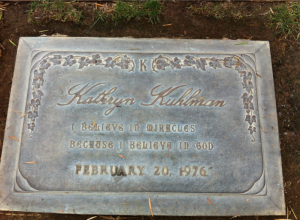 K
Kathryn Kuhlman
I BELIEVE IN MIRACLES
BECAUSE I BELIEVE IN GOD
FEBRUARY 20, 1976